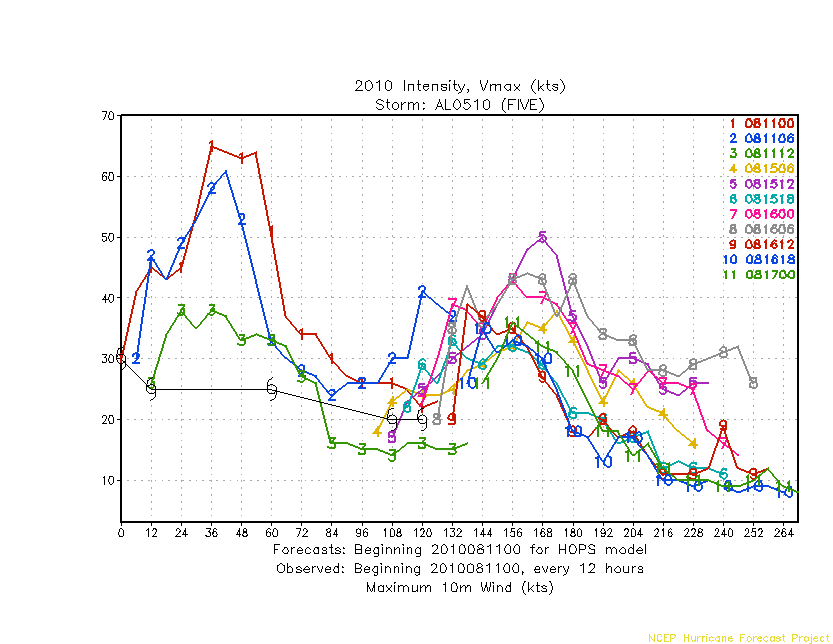 2010 Intensity, Vmax (kts)
Storm: AL0510 (FIVE)
70
60
50
40
30
20
10
1 081100
2 081106
3 081112
4 081506
5 081512
6 081518
7 081600
8 081606
9 081612
10 081618
11 081700
0 12 24 36 48 60 72 84 96 108 120 132 144 156 168 180 192 204 216 228 240 252 264
Forecasts: Beginning 2010081100 for HOPS model
Observed: Beginning 2010081100, every 12 hours
Maximum 10m Wind (kts)
NCEP Hurricane Forecast Project